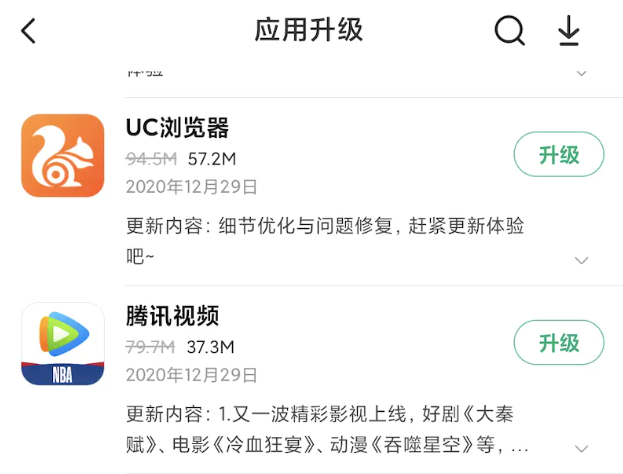 应用升级
体验
UC浏览器
94.5M 57.2M
升级
2020年12月29日
更新内容：细节优化与问题修复，赶紧更新体验
吧~
腾讯视频
79.7M 37.3M
升级
NBA
2020年12月29日
更新内容：1.又一波精彩影视上线，好剧《大秦
赋》、电影《冷血狂宴》、动漫《吞噬星空》等，...